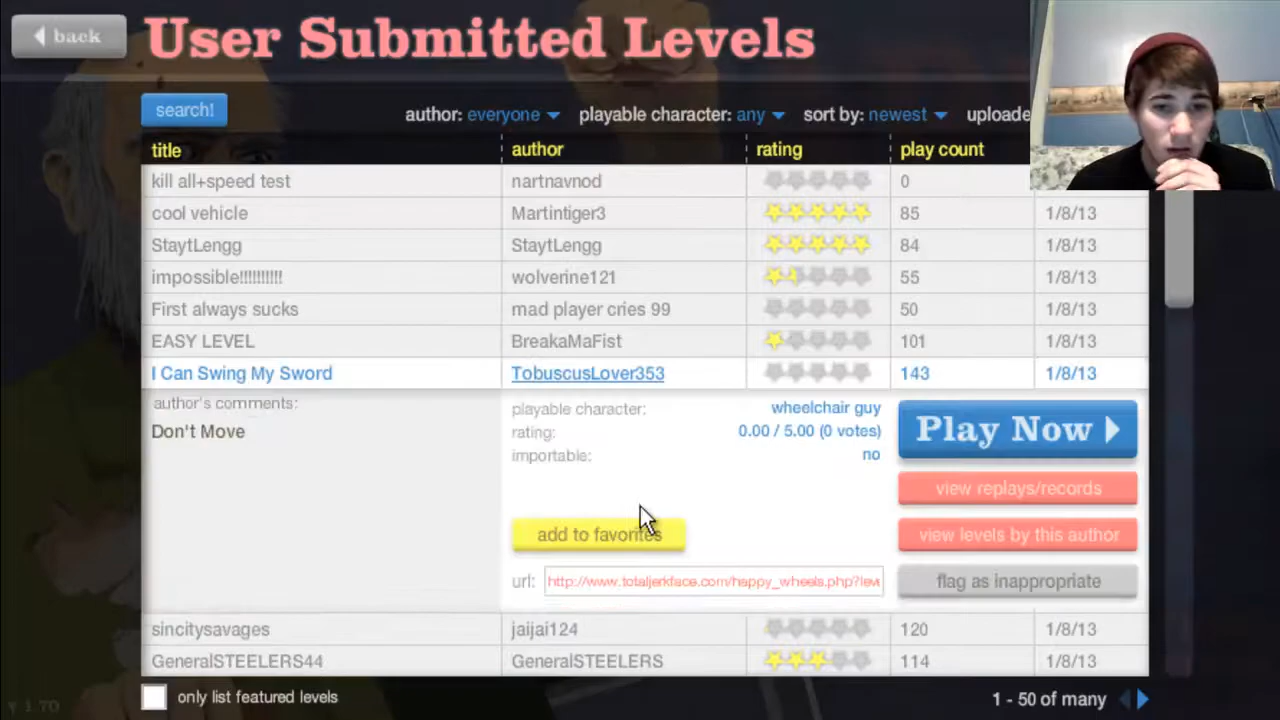 back
User Submitted Levels
search!
author: everyone playable character: any sort by: newest uploade
title author rating play count
kill all+speed test nartnavnod 0
cool vehicle Martintiger3 85 1/8/13
StaytLengg StaytLengg 84 1/8/13
impossible!!!!!!!!!! wolverine121 55 1/8/13
First always sucks mad player cries 99 50 1/8/13
EASY LEVEL BreakaMaFist 101 1/8/13
I Can Swing My Sword TobuscusLover353 143 1/8/13
author's comments:
Don't Move
playable character: wheelchair guy
rating: 0.00 / 5.00 (0 votes)
importable: no
Play Now
view replays/records
add to favorites
view levels by this author
url: http://www.totaljerkface.com/happy_wheels.php?leve
flag as inappropriate
sincitysavages jaijai124 120 1/8/13
GeneralSTEELERS44 GeneralSTEELERS 114 1/8/13
only list featured levels
1 - 50 of many
v 1.70